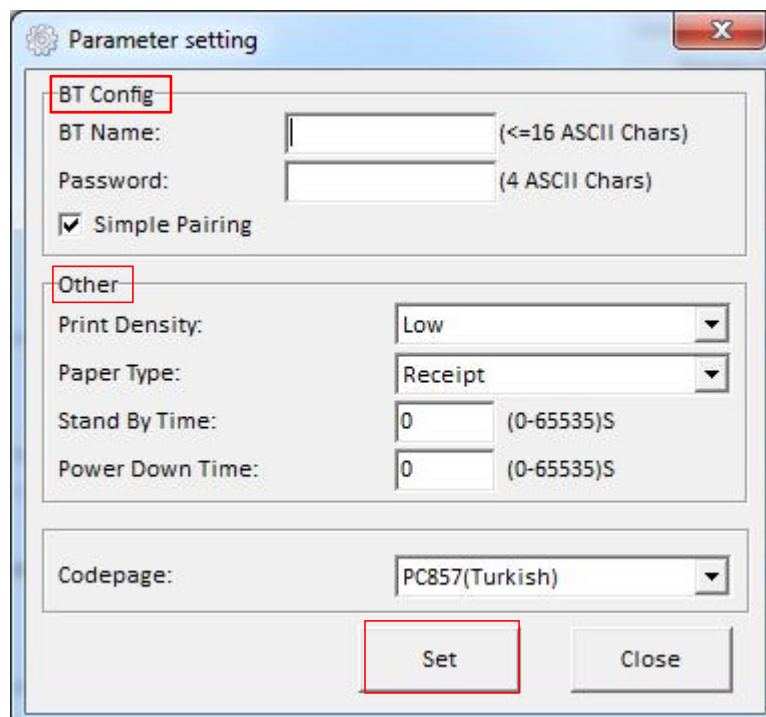 Parameter setting
BT Config
BT Name: (<=16 ASCII Chars)
Password: (4 ASCII Chars)
Simple Pairing
Other
Print Density: Low
Paper Type: Receipt
Stand By Time: 0 (0-65535)S
Power Down Time: 0 (0-65535)S
Codepage: PC857(Turkish)
Set Close